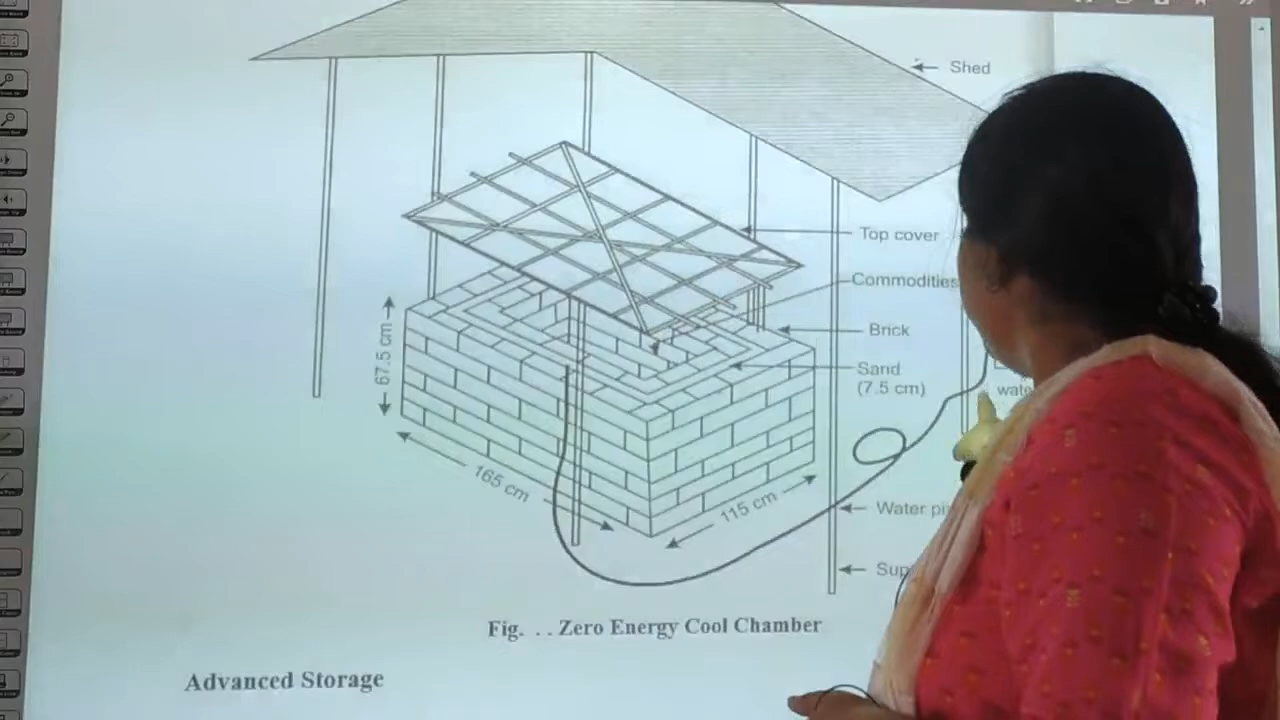 Shed
Top cover
Commodities
Brick
Sand
(7.5 cm)
67.5 cm
165 cm
115 cm
Water
Fig. . . Zero Energy Cool Chamber
Advanced Storage